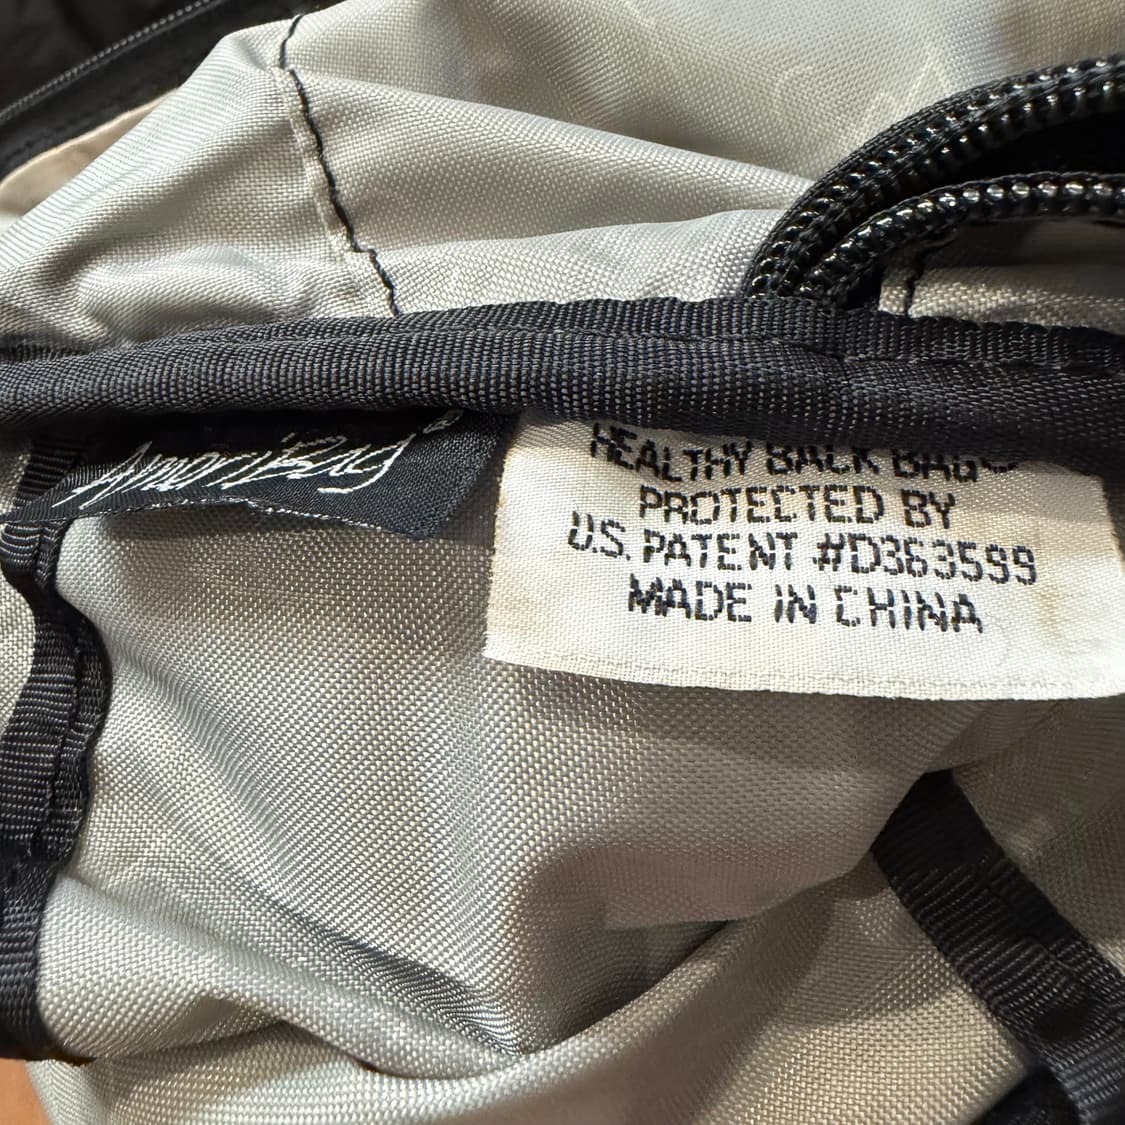 AmeriBag®
HEALTHY BACK BAG
PROTECTED BY
U.S. PATENT #D363599
MADE IN CHINA